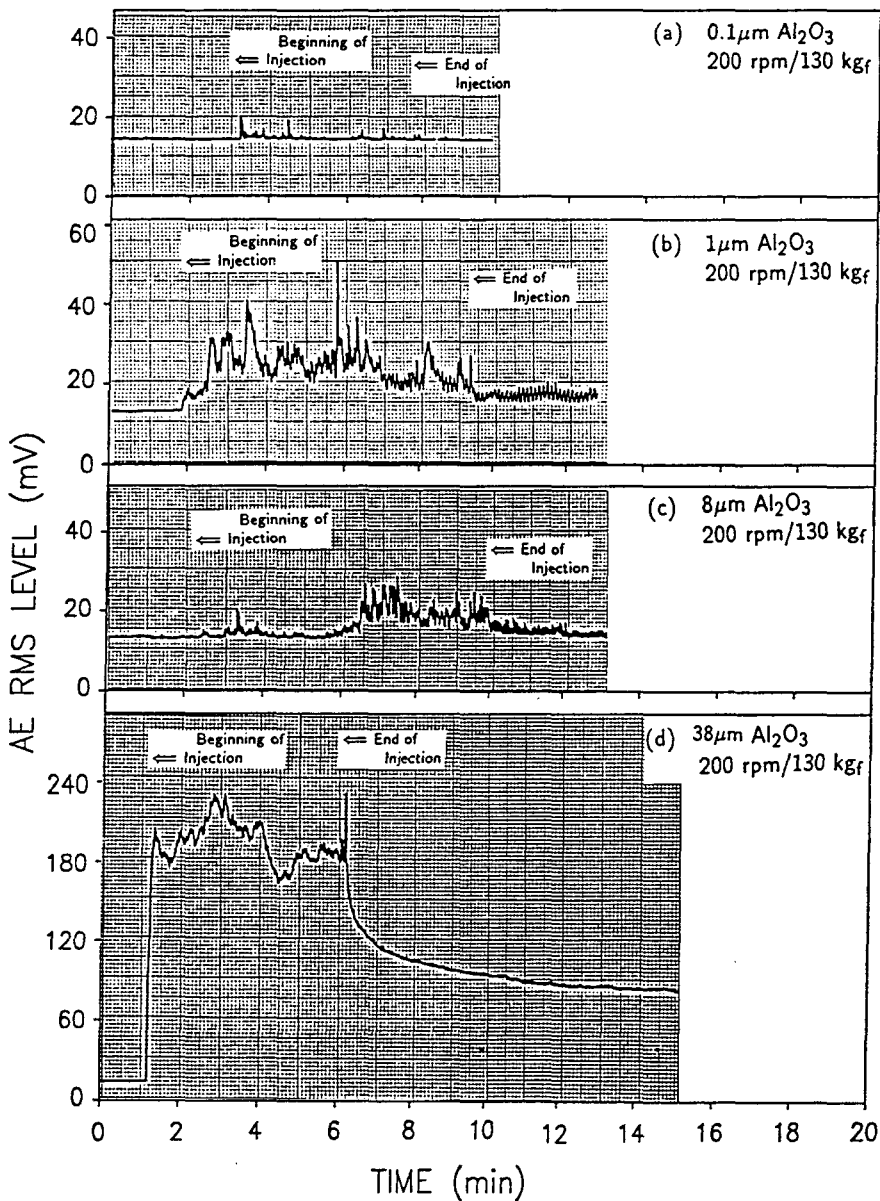 (a) 0.1μm Al₂O₃
200 rpm/130 kgf
Beginning of
⇐ Injection
⇐ End of
Injection
40
20
0
(b) 1μm Al₂O₃
200 rpm/130 kgf
Beginning of
⇐ Injection
⇐ End of
Injection
60
40
20
0
(c) 8μm Al₂O₃
200 rpm/130 kgf
Beginning of
⇐ Injection
⇐ End of
Injection
40
20
0
(d) 38μm Al₂O₃
200 rpm/130 kgf
Beginning of
⇐ Injection
⇐ End of
Injection
240
180
120
60
0
0 2 4 6 8 10 12 14 16 18 20
TIME (min)
AE RMS LEVEL (mV)